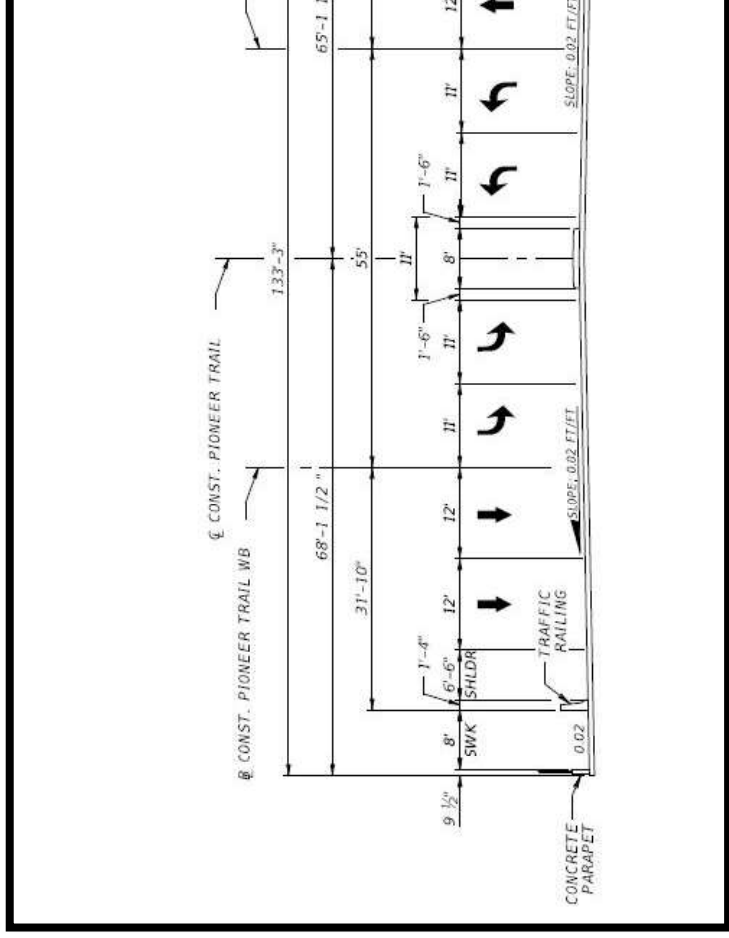 ℄ CONST. PIONEER TRAIL
℄ CONST. PIONEER TRAIL WB
133'-3"
68'-1 1/2"
65'-1 1
31'-10"
55'
11'
1'-4"
1'-6"
1'-6"
9 ½"
8'
6'-6"
12'
12'
11'
11'
8'
11'
11'
12
SWK
SHLDR
TRAFFIC
RAILING
0.02
SLOPE: 0.02 FT/FT
SLOPE: 0.02 FT/FT
CONCRETE
PARAPET